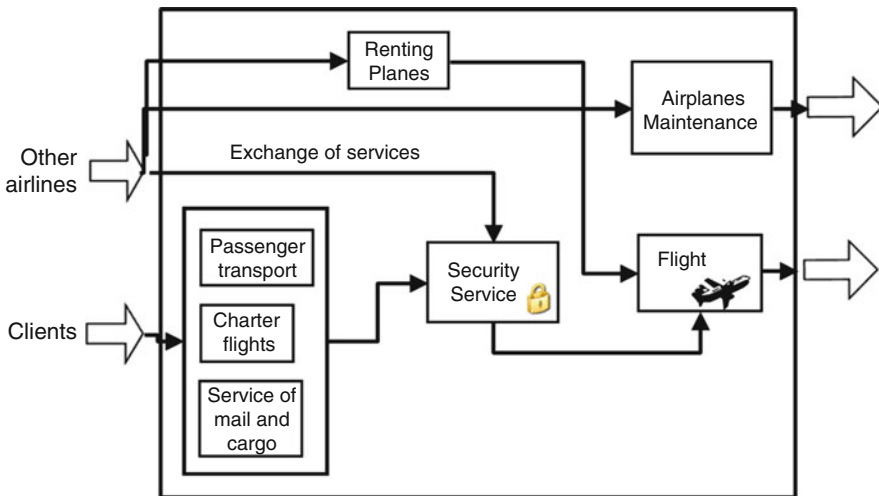 Renting
Planes
Airplanes
Maintenance
Other
airlines
Exchange of services
Passenger
transport
Security
Service
Flight
Clients
Charter
flights
Service of
mail and
cargo